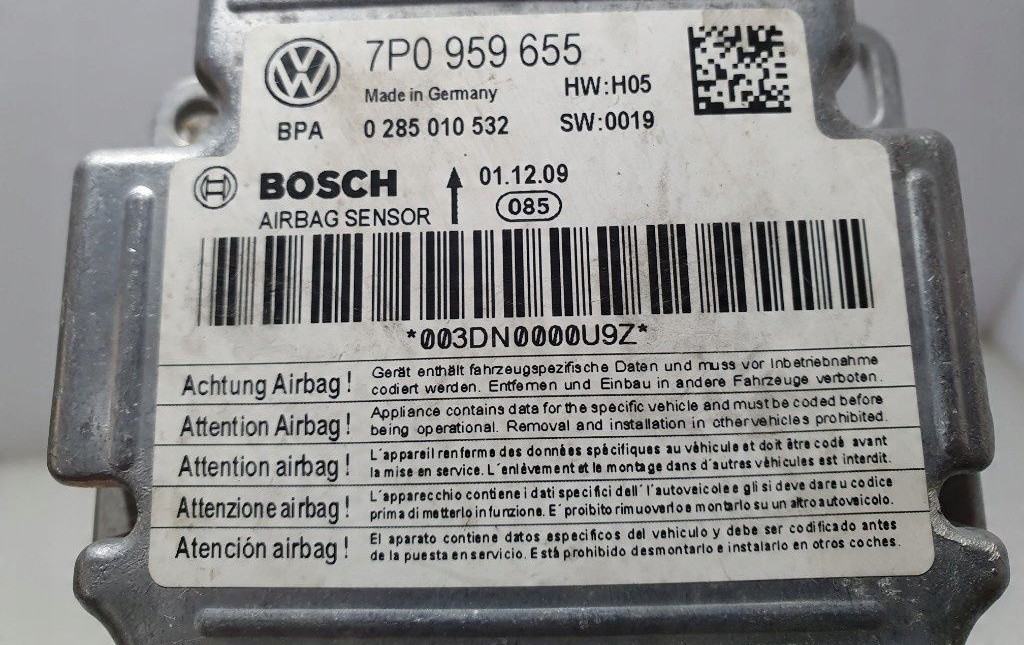 7P0 959 655
Made in Germany HW:H05
BPA 0 285 010 532 SW:0019
BOSCH 01.12.09
AIRBAG SENSOR 085
*003DN0000U9Z*
Achtung Airbag! Gerät enthält fahrzeugspezifische Daten und muss vor Inbetriebnahme
codiert werden. Entfernen und Einbau in andere Fahrzeuge verboten.
Attention Airbag! Appliance contains data for the specific vehicle and must be coded before
being operational. Removal and installation in other vehicles prohibited.
Attention airbag! L'appareil renferme des données spécifiques au véhicule et doit être codé avant
la mise en service. L'enlèvement et le montage dans d'autres véhicules est interdit.
Attenzione airbag! L'apparecchio contiene i dati specifici dell' l'autoveicolo e gli si deve dare u codice
prima di metterlo in funzione. E' proibito rimuoverlo e montarlo su un altro autoveicolo.
Atención airbag! El aparato contiene datos especificos del vehiculo y debe ser codificado antes
de la puesta en servicio. Está prohibido desmontarlo e instalarlo en otros coches.